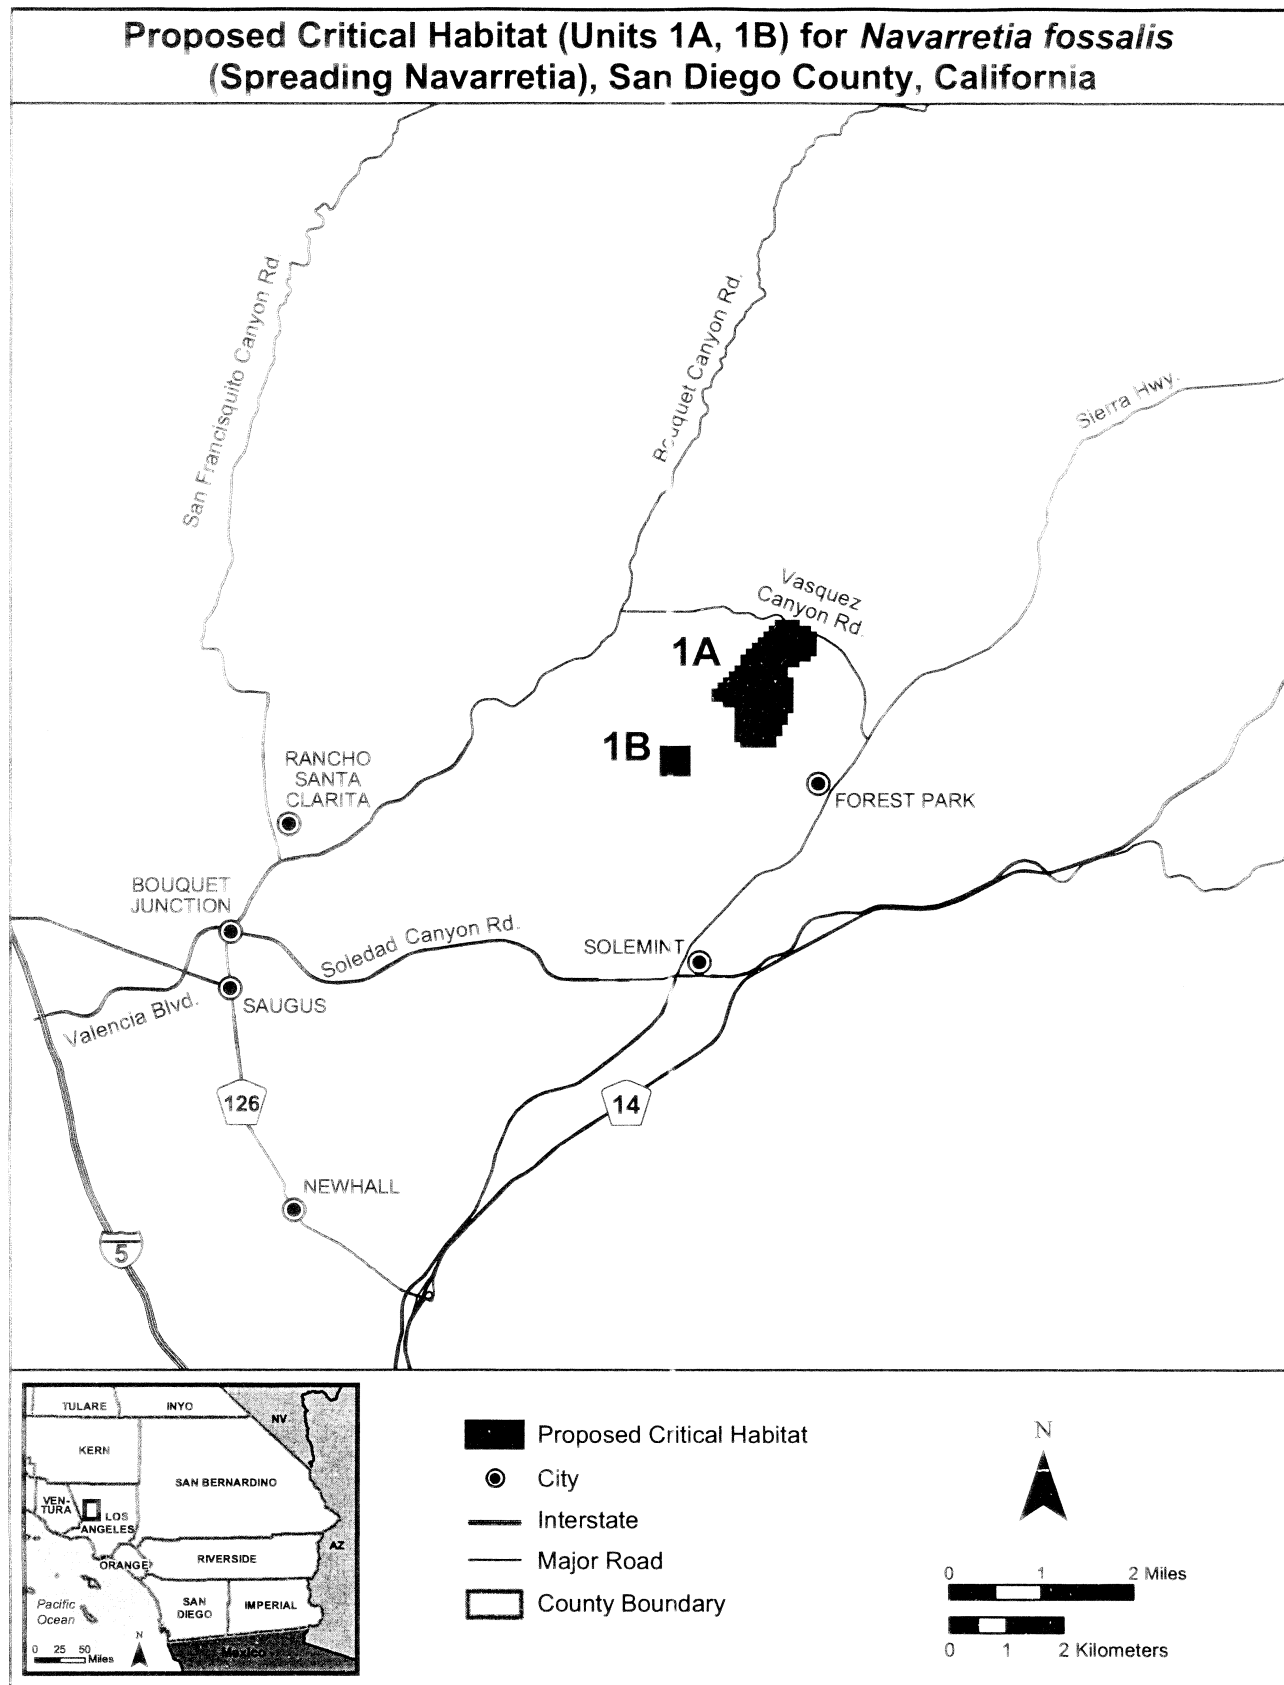 Proposed Critical Habitat (Units 1A, 1B) for Navarretia fossalis
(Spreading Navarretia), San Diego County, California
San Francisquito Canyon Rd
Bouquet Canyon Rd.
Sierra Hwy.
Vasquez
Canyon Rd.
1A
1B
RANCHO
SANTA
CLARITA
FOREST PARK
BOUQUET
JUNCTION
Soledad Canyon Rd.
SOLEMINT
SAUGUS
Valencia Blvd.
126
14
NEWHALL
5
TULARE
INYO
NV
KERN
SAN BERNARDINO
VEN-
TURA
LOS
ANGELES
AZ
ORANGE
RIVERSIDE
SAN
DIEGO
IMPERIAL
Pacific
Ocean
N
0 25 50
Miles
Mexico
Proposed Critical Habitat
City
Interstate
Major Road
County Boundary
N
0 1 2 Miles
0 1 2 Kilometers